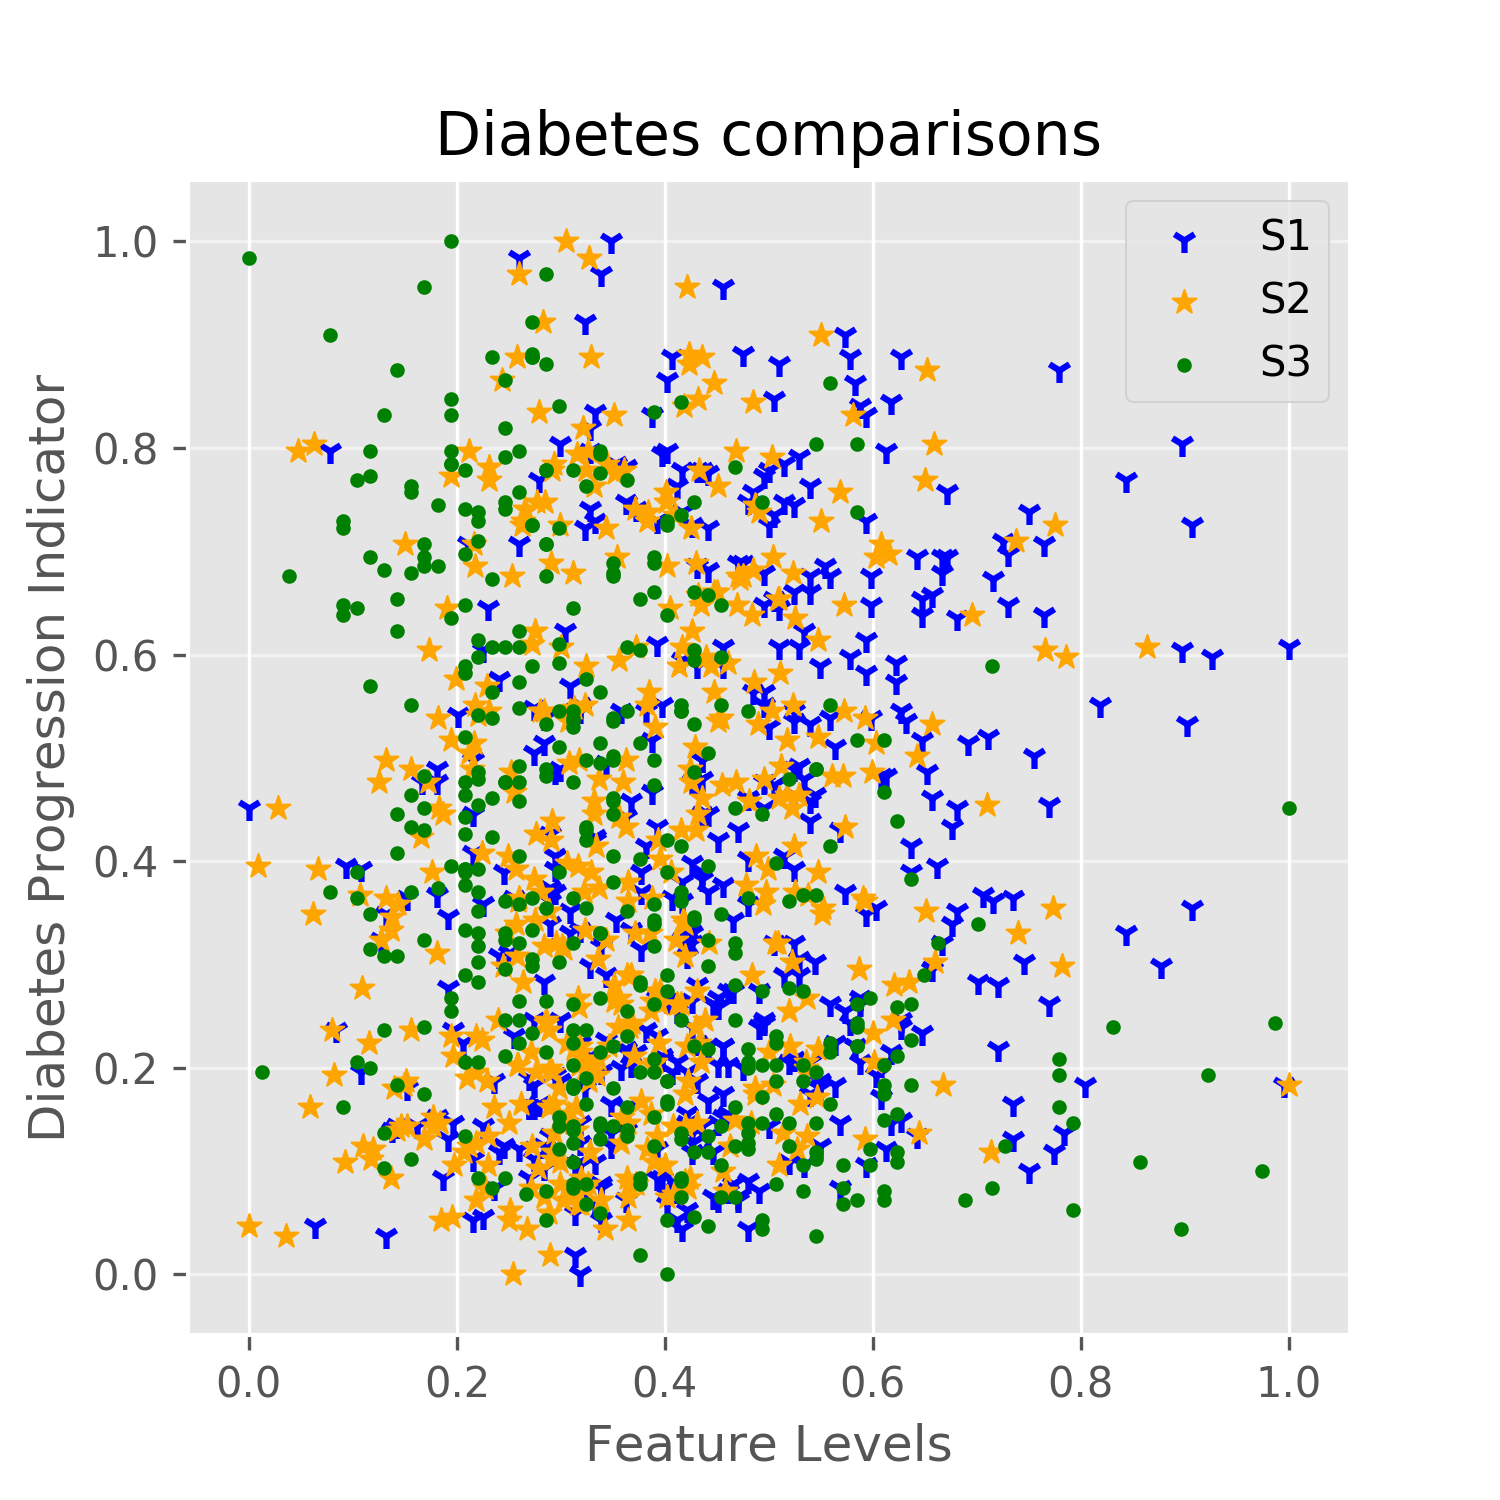 Diabetes comparisons
S1
S2
S3
Diabetes Progression Indicator
1.0
0.8
0.6
0.4
0.2
0.0
0.0 0.2 0.4 0.6 0.8 1.0
Feature Levels